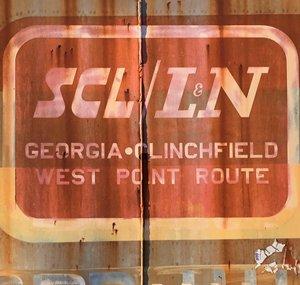 SCL/L&N
GEORGIA•CLINCHFIELD
WEST POINT ROUTE